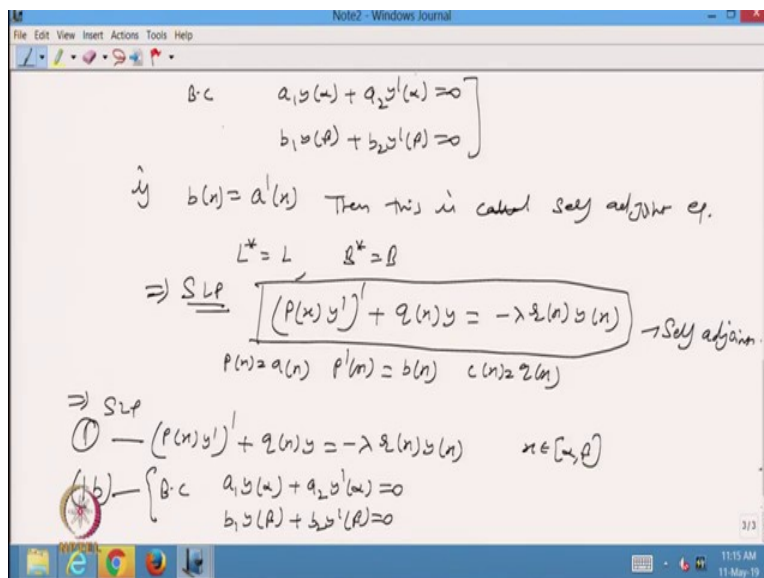 Note2 - Windows Journal
File Edit View Insert Actions Tools Help
B.C a₁y(α) + a₂y'(α) = 0
b₁y(β) + b₂y'(β) = 0
if b(x) = a'(x) Then this is called self adjoint eq.
L* = L B* = B
⇒ SLP (p(x)y')' + q(x)y = -λ r(x)y(x) → Self adjoint.
p(x) = a(x) p'(x) = b(x) c(x) = q(x)
⇒ SLP
① — (p(x)y')' + q(x)y = -λ r(x)y(x) x ∈ [α, β]
(1b) — { B.C a₁y(α) + a₂y'(α) = 0
b₁y(β) + b₂y'(β) = 0
3/3
11:15 AM
11-May-19